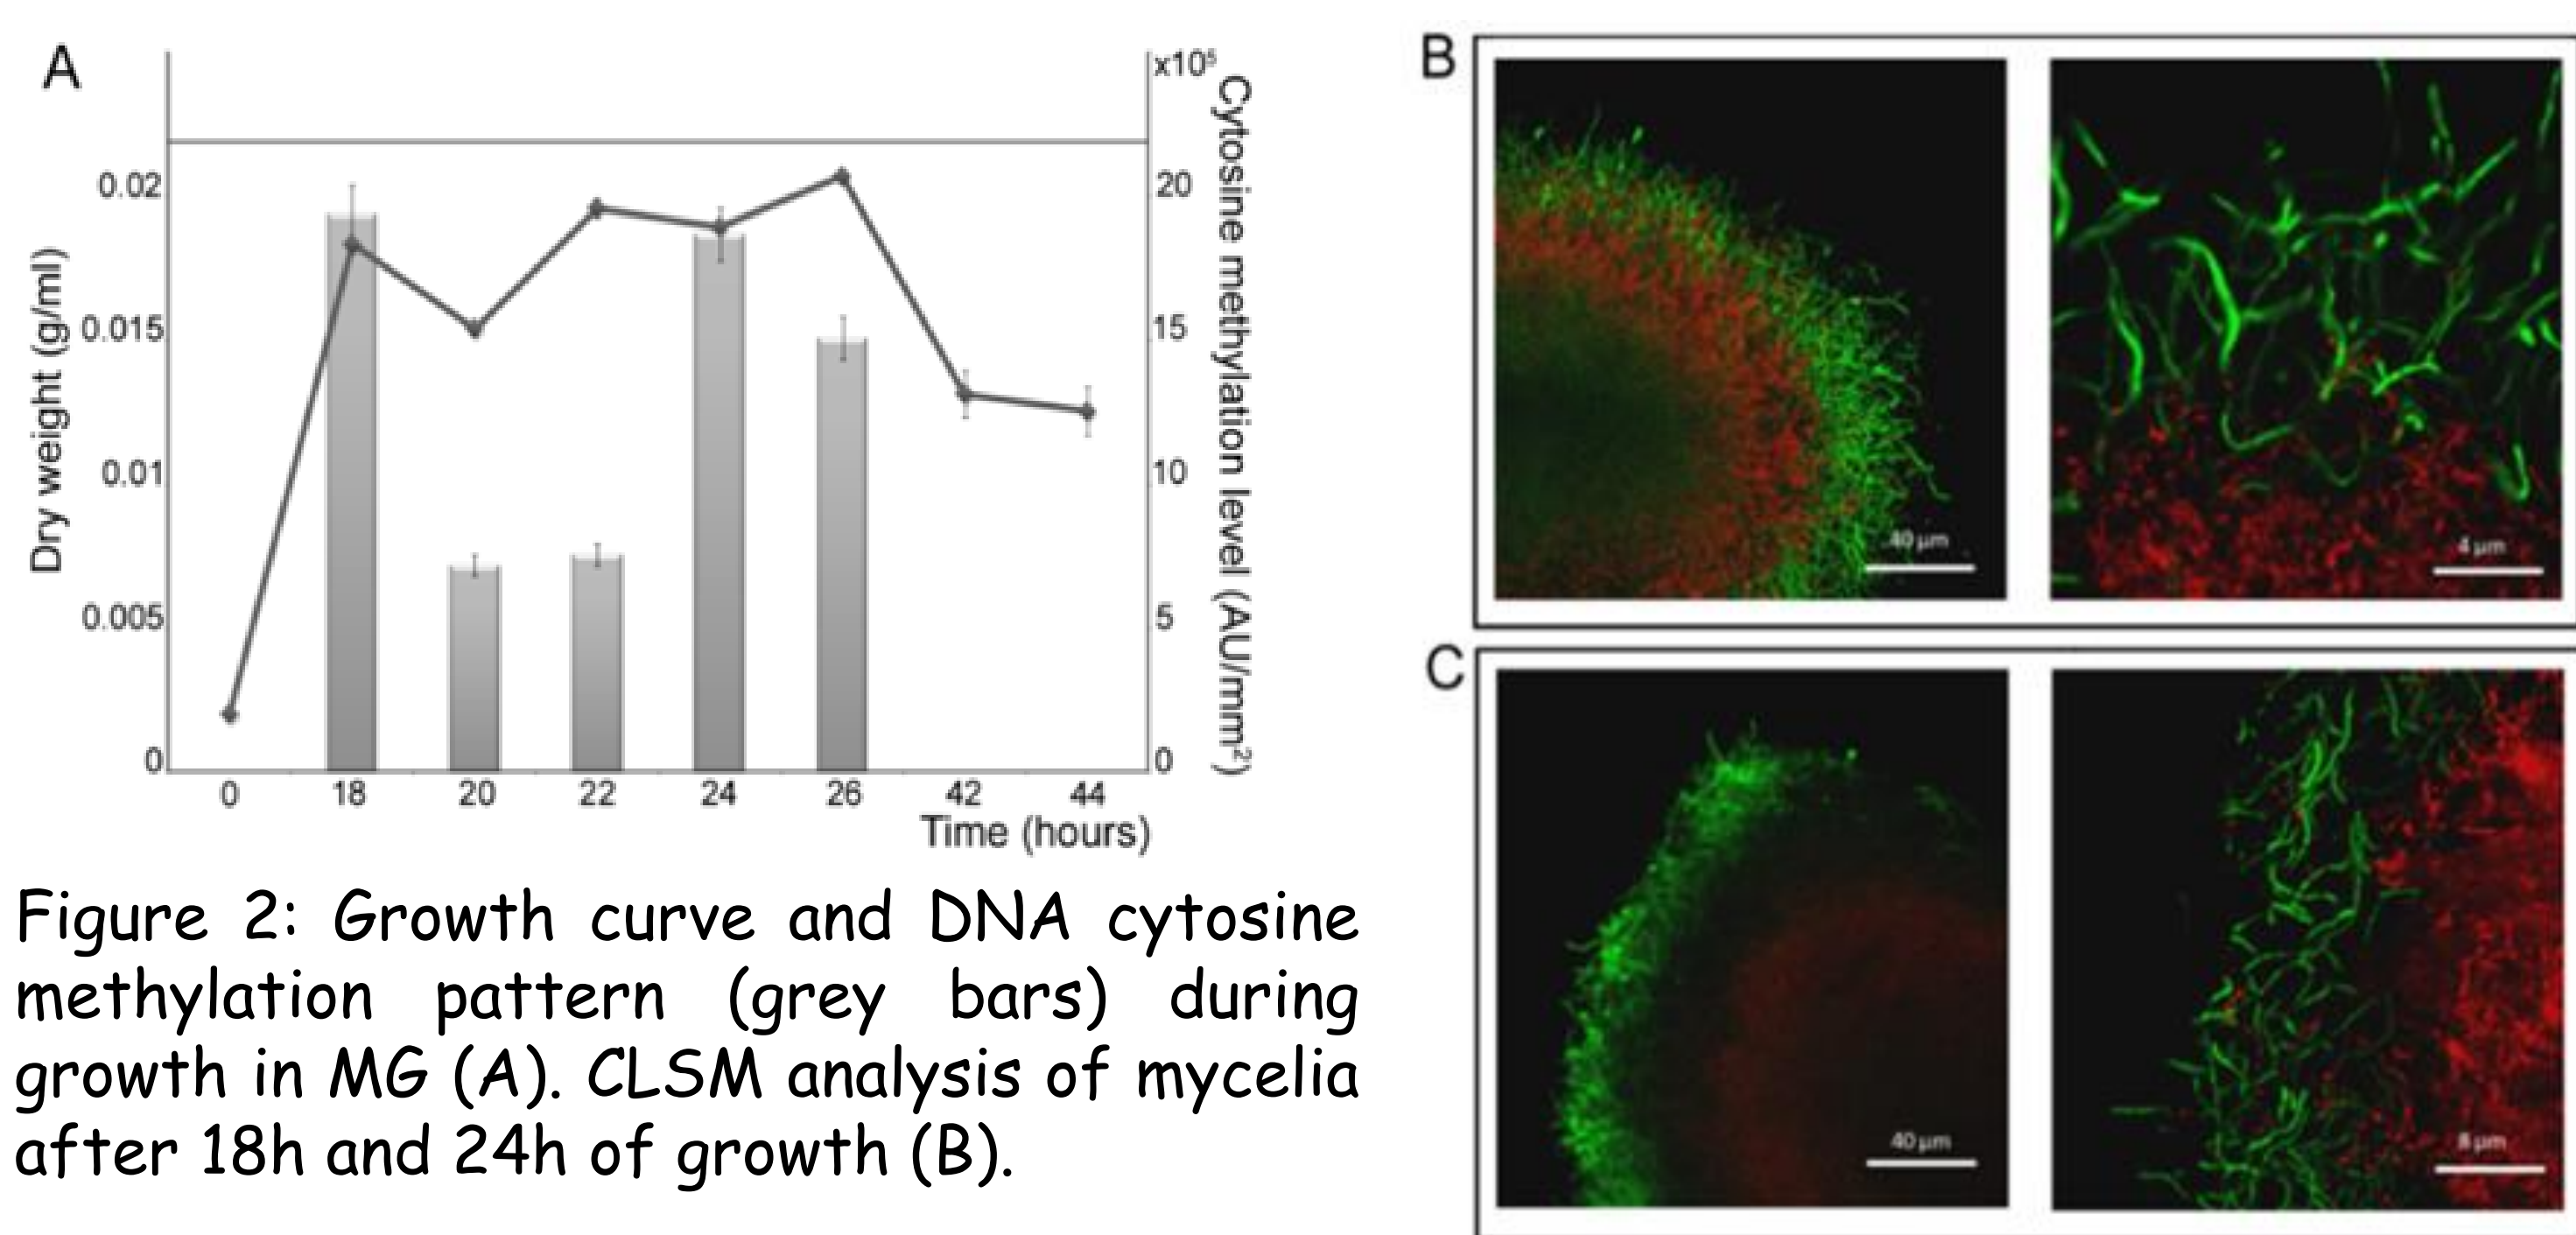 A
x10⁵
0.02
0.015
0.01
0.005
0
Dry weight (g/ml)
20
15
10
5
0
Cytosine methylation level (AU/mm²)
0 18 20 22 24 26 42 44
Time (hours)
Figure 2: Growth curve and DNA cytosine
methylation pattern (grey bars) during
growth in MG (A). CLSM analysis of mycelia
after 18h and 24h of growth (B).
B
40 µm
4 µm
C
40 µm
8 µm